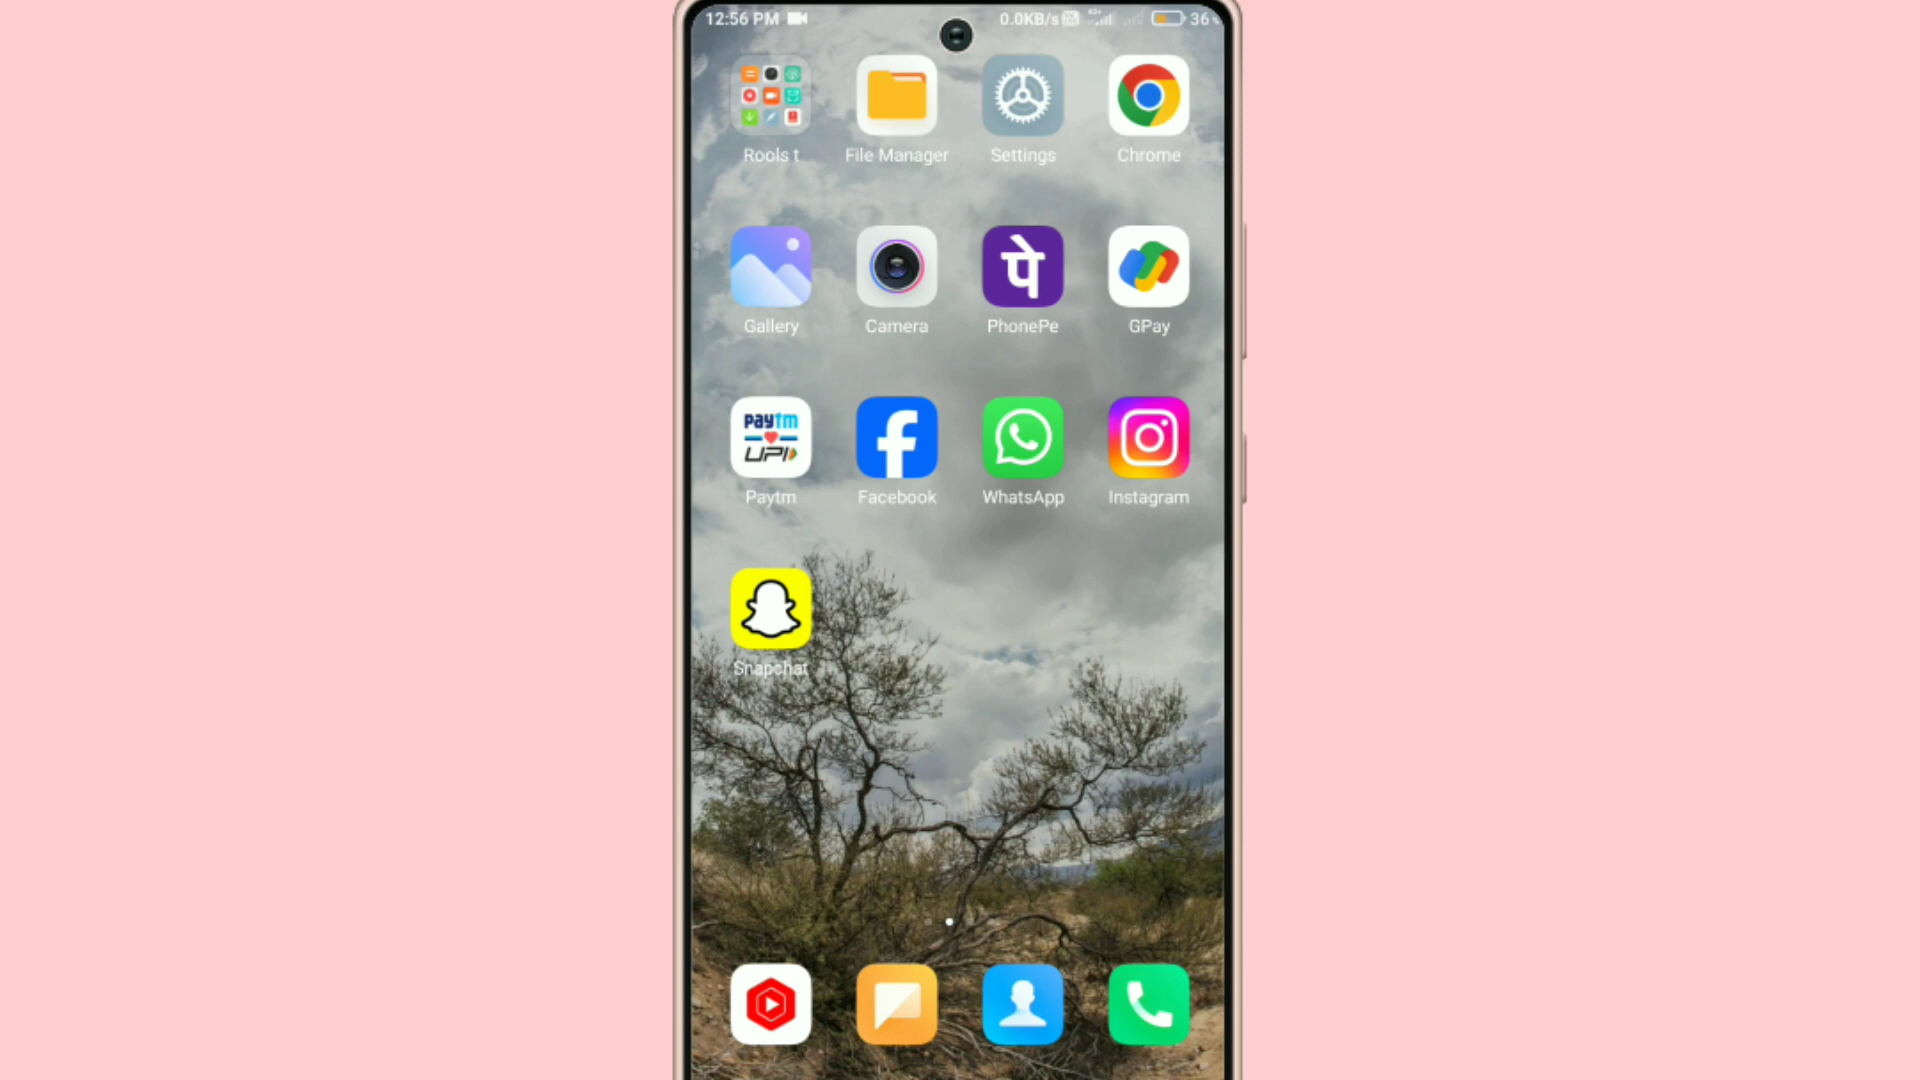 12:56 PM 0.0KB/s 4G+ 36
Rools t File Manager Settings Chrome
पे
Gallery Camera PhonePe GPay
paytm
UPI
Paytm Facebook WhatsApp Instagram
Snapchat